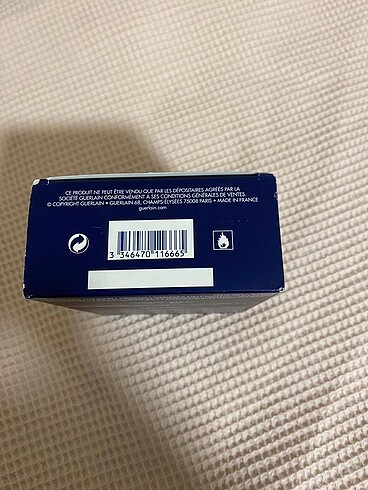 CE PRODUIT NE PEUT ÊTRE VENDU QUE PAR LES DÉPOSITAIRES AGRÉÉS PAR LA
SOCIÉTÉ GUERLAIN CONFORMÉMENT À SES CONDITIONS GÉNÉRALES DE VENTES.
© COPYRIGHT GUERLAIN • GUERLAIN 68, CHAMPS ELYSÉES 75008 PARIS • MADE IN FRANCE
guerlain.com
3 346470 116665